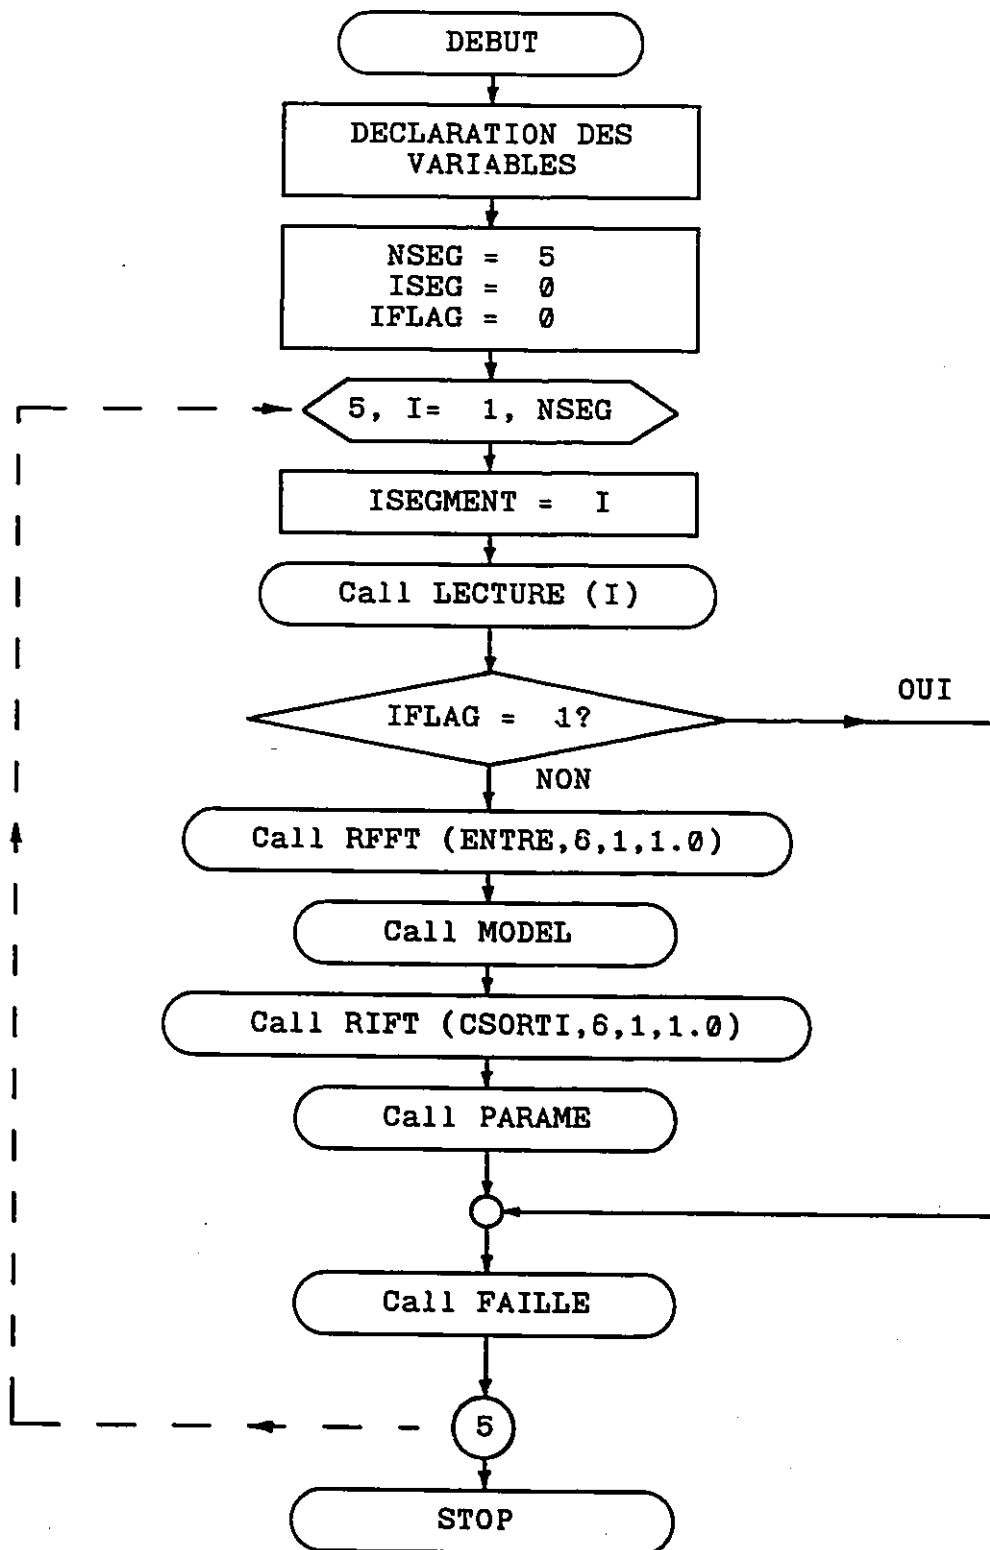 DEBUT
DECLARATION DES
VARIABLES
NSEG = 5
ISEG = 0
IFLAG = 0
5, I= 1, NSEG
ISEGMENT = I
Call LECTURE (I)
IFLAG = 1?
OUI
NON
Call RFFT (ENTRE,6,1,1.0)
Call MODEL
Call RIFT (CSORTI,6,1,1.0)
Call PARAME
Call FAILLE
5
STOP